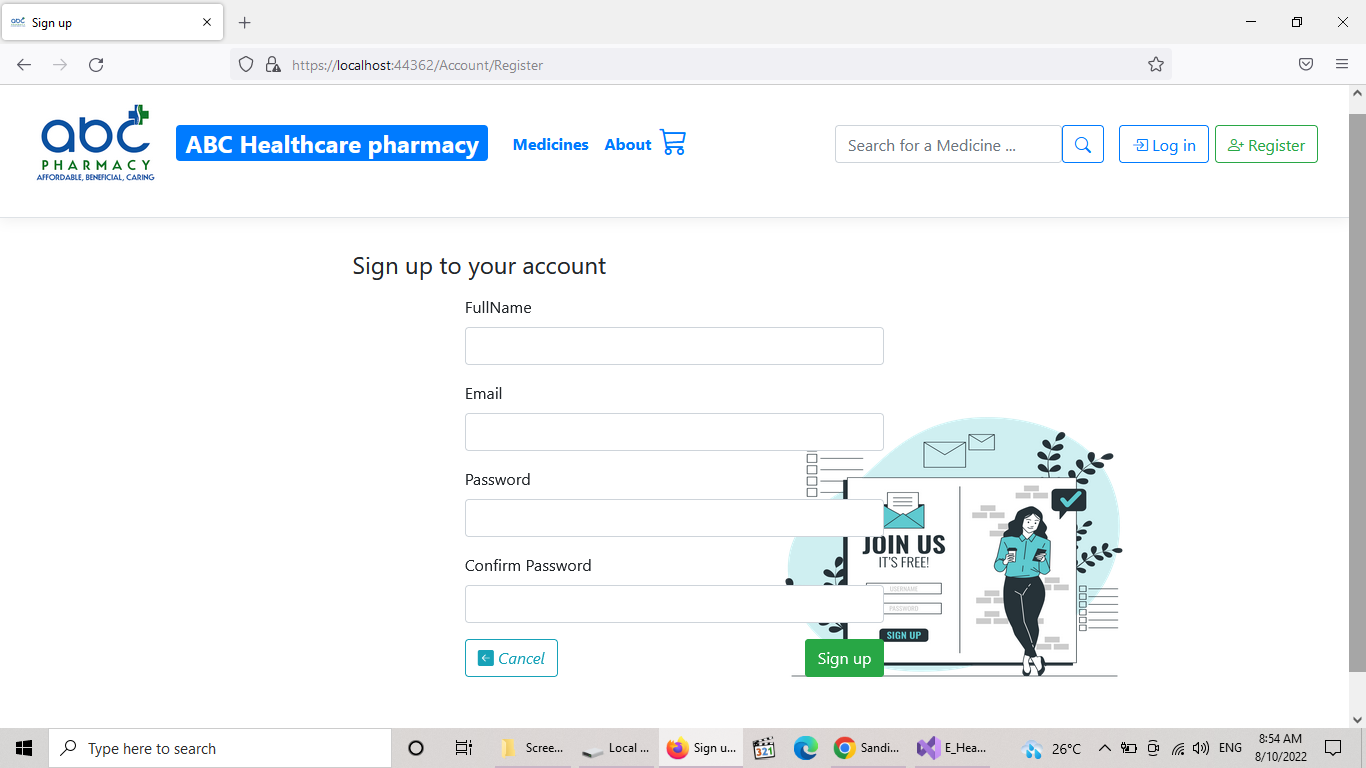 Sign up
https://localhost:44362/Account/Register
abc
PHARMACY
AFFORDABLE, BENEFICIAL, CARING
ABC Healthcare pharmacy
Medicines
About
Search for a Medicine ...
Log in
Register
Sign up to your account
FullName
Email
Password
Confirm Password
JOIN US
IT'S FREE!
USERNAME
PASSWORD
SIGN UP
Cancel
Sign up
Type here to search
Scree...
Local ...
Sign u...
321
Sandi...
E_Hea...
26°C
ENG
8:54 AM
8/10/2022